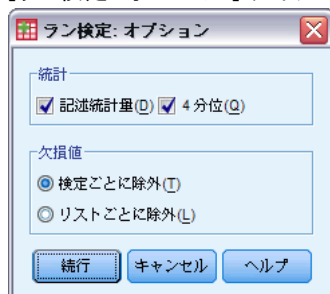 ラン検定: オプション
統計
記述統計量(D) 4 分位(Q)
欠損値
検定ごとに除外(T)
リストごとに除外(L)
続行 キャンセル ヘルプ